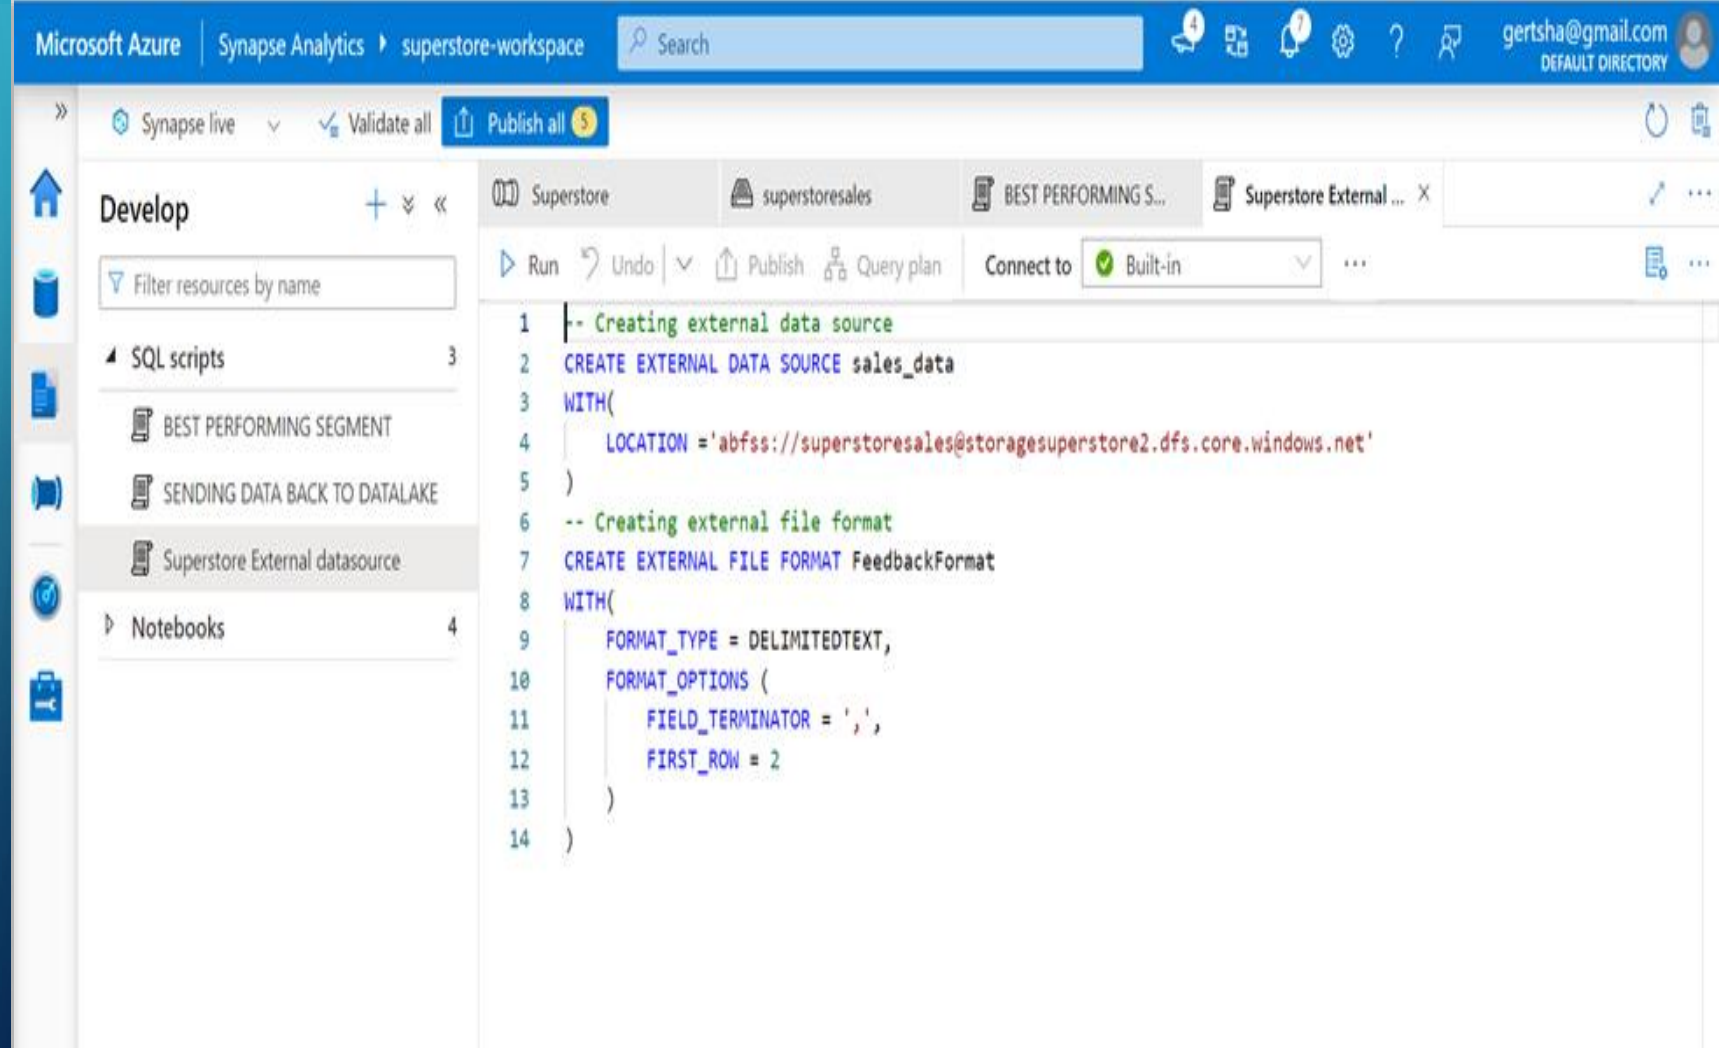 Microsoft Azure Synapse Analytics superstore-workspace Search 4 7 ? gertsha@gmail.com
DEFAULT DIRECTORY
Synapse live Validate all Publish all 5
Develop
Filter resources by name
SQL scripts 3
BEST PERFORMING SEGMENT
SENDING DATA BACK TO DATALAKE
Superstore External datasource
Notebooks 4
Superstore superstoresales BEST PERFORMING S... Superstore External ...
Run Undo Publish Query plan Connect to Built-in
1 -- Creating external data source
2 CREATE EXTERNAL DATA SOURCE sales_data
3 WITH(
4 LOCATION ='abfss://superstoresales@storagesuperstore2.dfs.core.windows.net'
5 )
6 -- Creating external file format
7 CREATE EXTERNAL FILE FORMAT FeedbackFormat
8 WITH(
9 FORMAT_TYPE = DELIMITEDTEXT,
10 FORMAT_OPTIONS (
11 FIELD_TERMINATOR = ',',
12 FIRST_ROW = 2
13 )
14 )